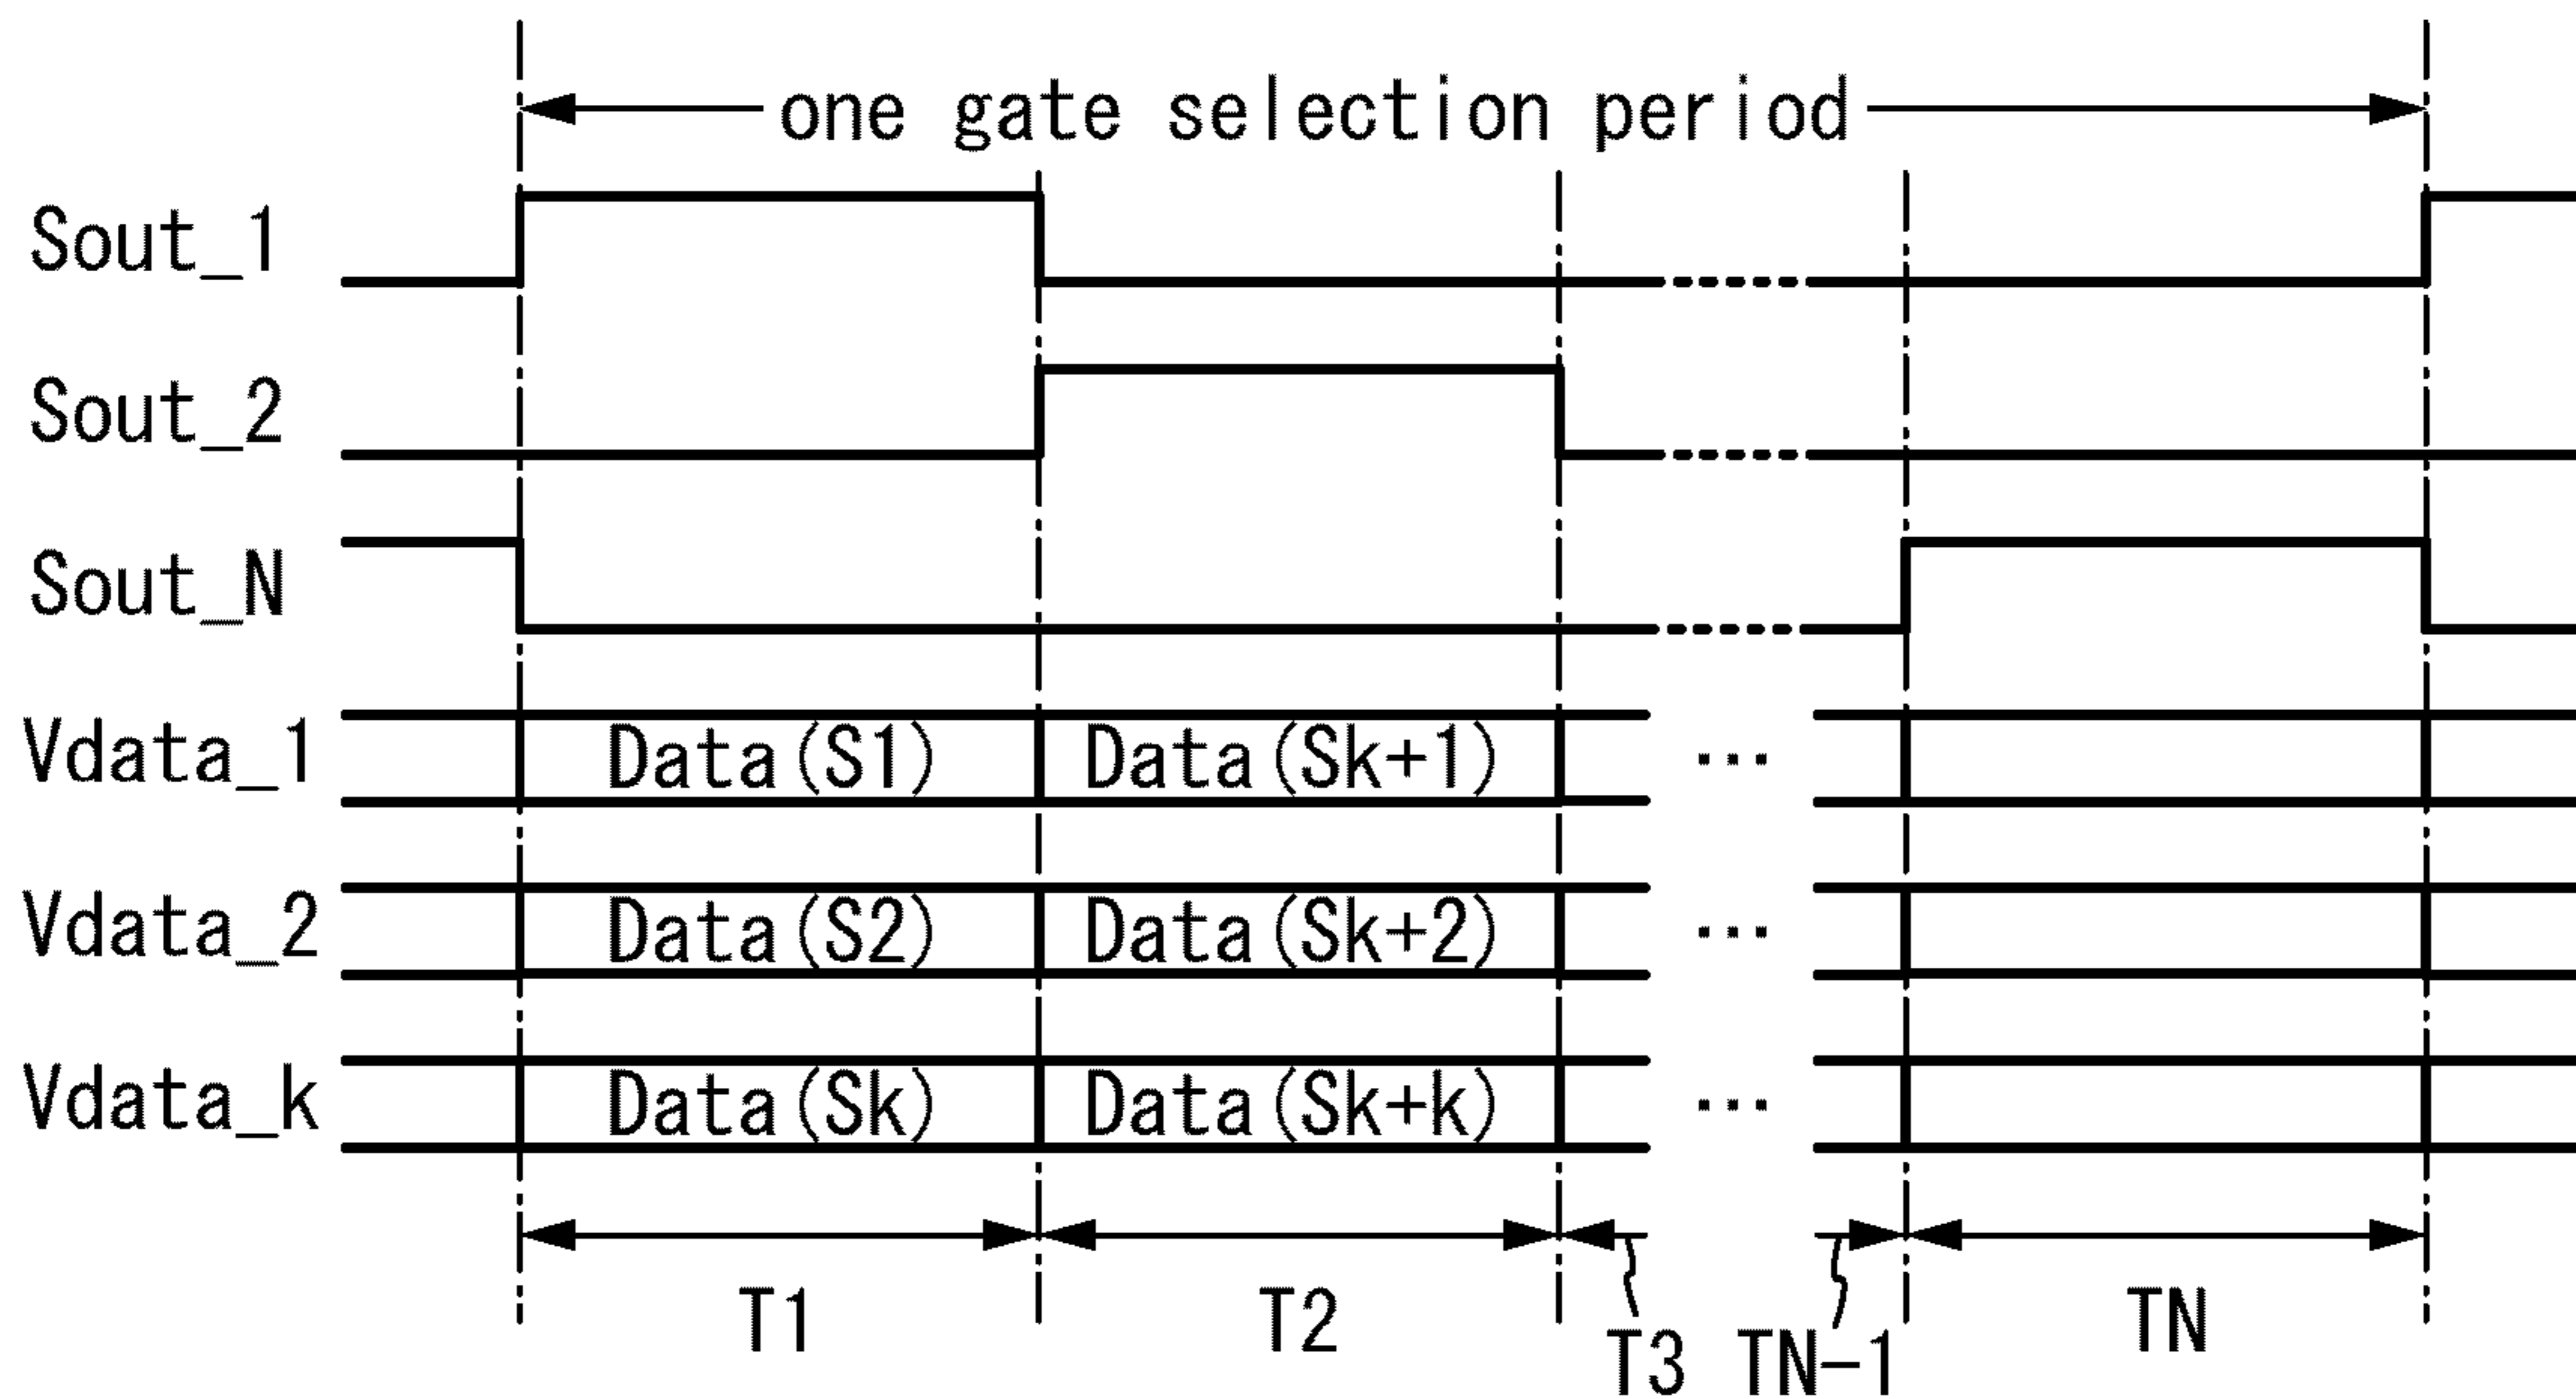 one gate selection period
Sout_1
Sout_2
Sout_N
Vdata_1 Data(S1) Data(Sk+1) ...
Vdata_2 Data(S2) Data(Sk+2) ...
Vdata_k Data(Sk) Data(Sk+k) ...
T1 T2 T3 TN-1 TN